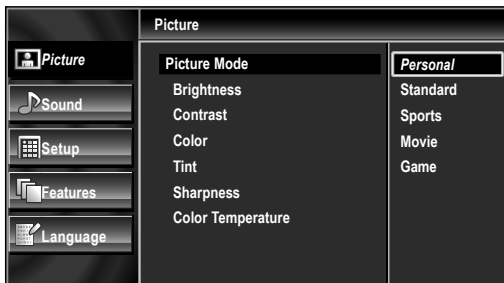 Picture
Picture
Sound
Setup
Features
Language
Picture Mode
Brightness
Contrast
Color
Tint
Sharpness
Color Temperature
Personal
Standard
Sports
Movie
Game